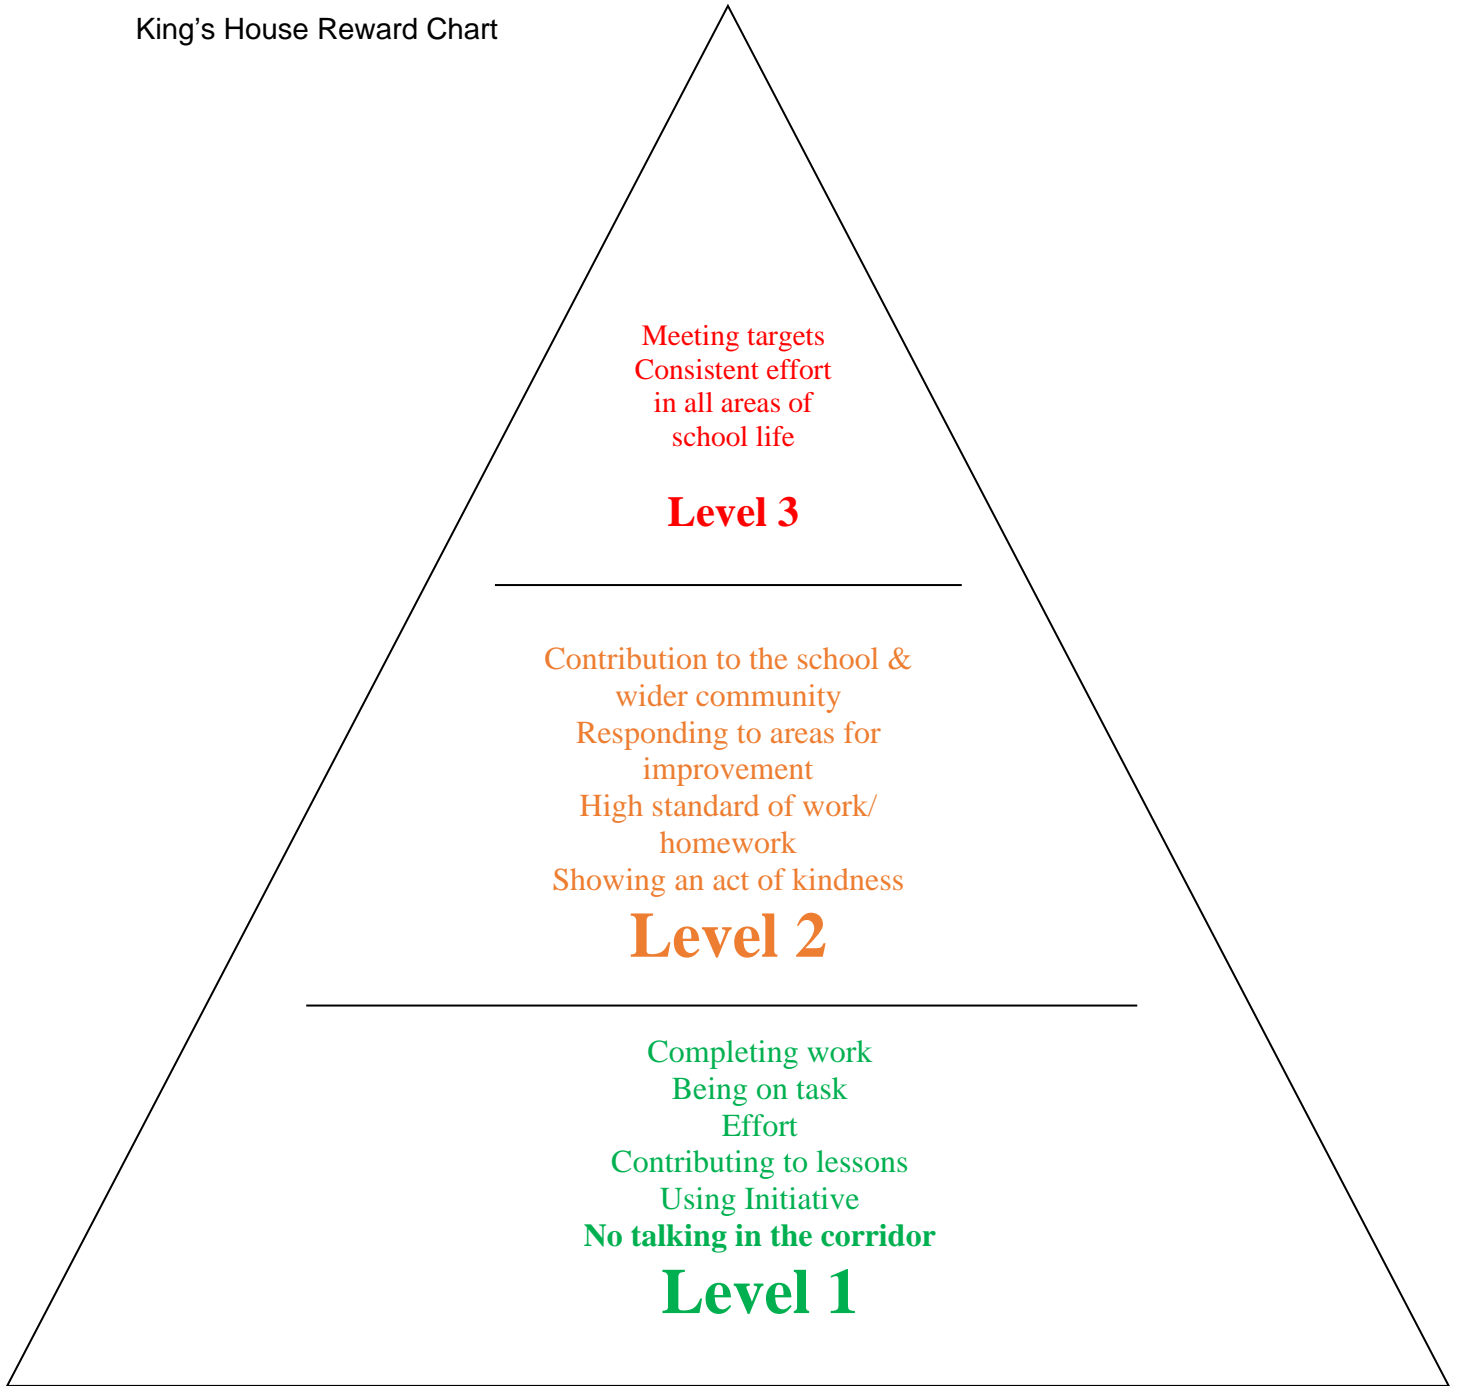 King’s House Reward Chart
Meeting targets
Consistent effort
in all areas of
school life
Level 3
Contribution to the school &
wider community
Responding to areas for
improvement
High standard of work/
homework
Showing an act of kindness
Level 2
Completing work
Being on task
Effort
Contributing to lessons
Using Initiative
No talking in the corridor
Level 1